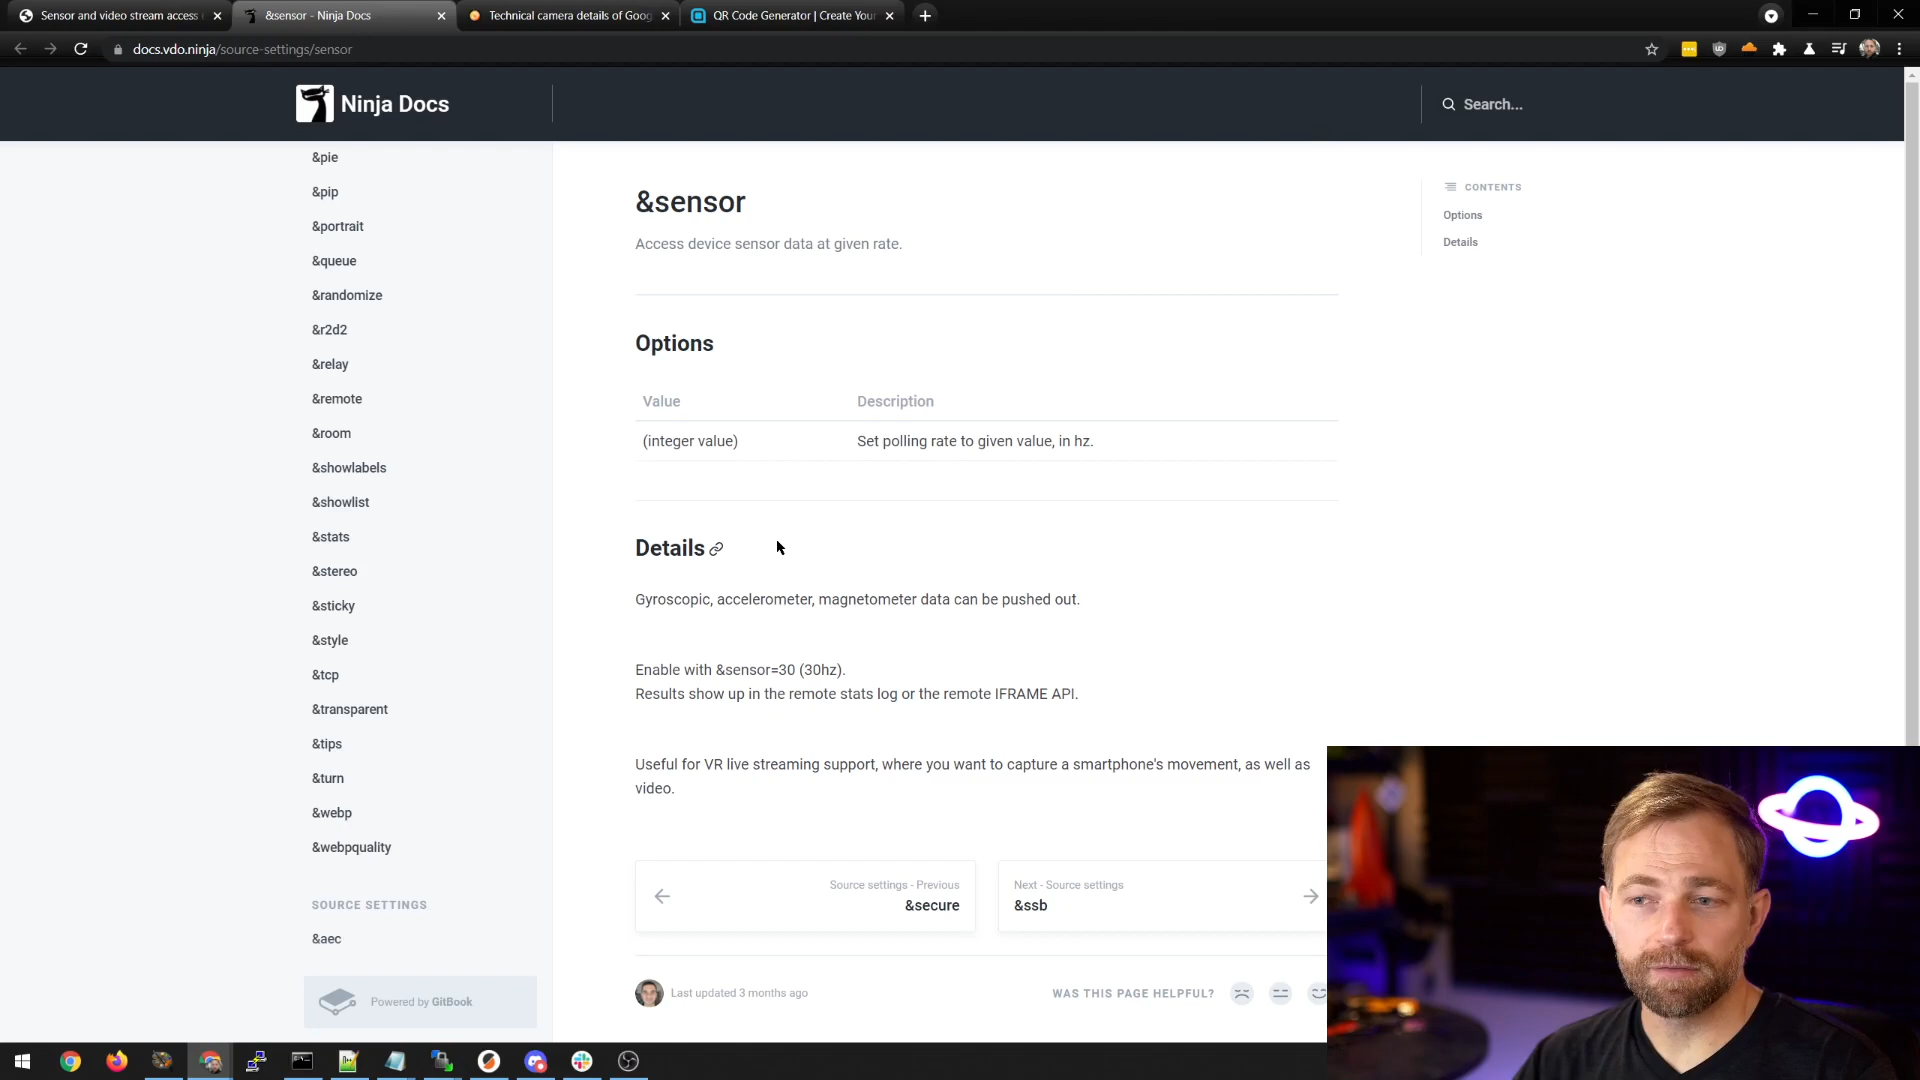 Sensor and video stream access
&sensor - Ninja Docs
Technical camera details of Goog
QR Code Generator | Create Your
docs.vdo.ninja/source-settings/sensor
Ninja Docs
Search...
&pie
&pip
&portrait
&queue
&randomize
&r2d2
&relay
&remote
&room
&showlabels
&showlist
&stats
&stereo
&sticky
&style
&tcp
&transparent
&tips
&turn
&webp
&webpquality
SOURCE SETTINGS
&aec
Powered by GitBook
&sensor
Access device sensor data at given rate.
Options
Value Description
(integer value) Set polling rate to given value, in hz.
Details
Gyroscopic, accelerometer, magnetometer data can be pushed out.
Enable with &sensor=30 (30hz).
Results show up in the remote stats log or the remote IFRAME API.
Useful for VR live streaming support, where you want to capture a smartphone's movement, as well as
video.
Source settings - Previous
&secure
Next - Source settings
&ssb
Last updated 3 months ago
WAS THIS PAGE HELPFUL?
CONTENTS
Options
Details